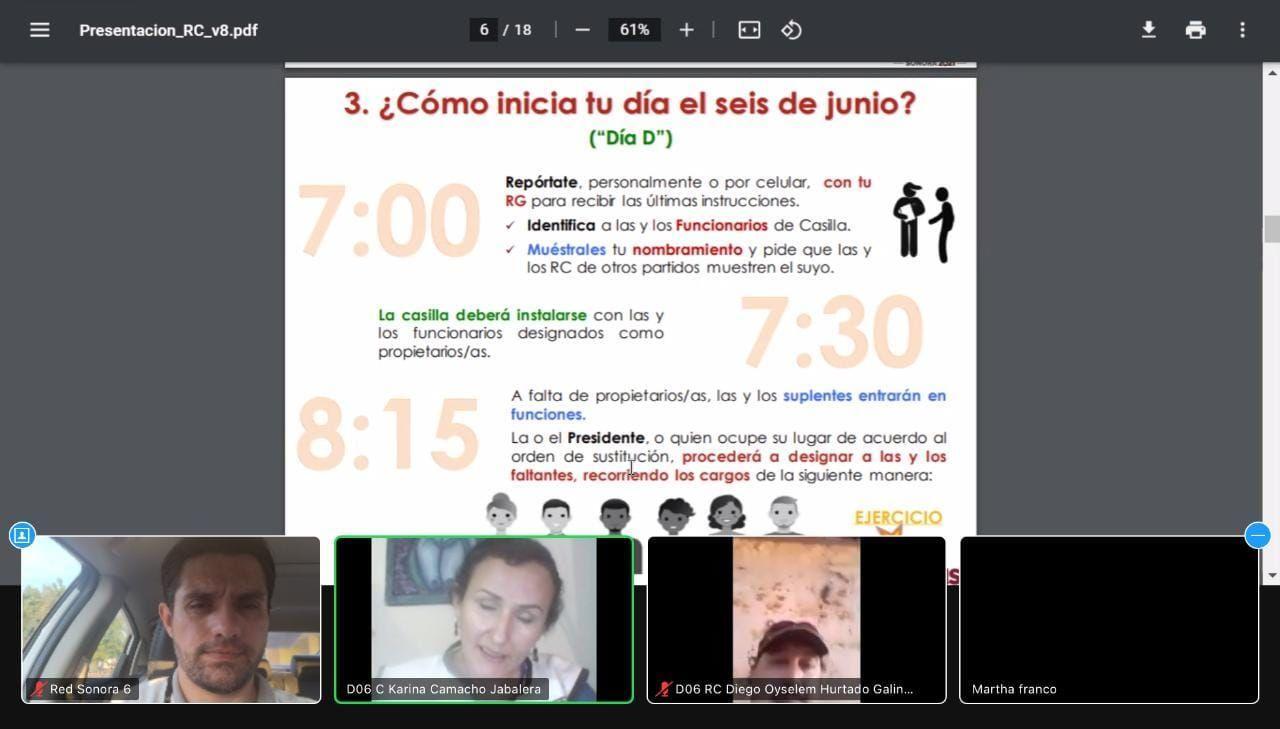 Presentacion_RC_v8.pdf
6 / 18
61%
SONORA 2021
3. ¿Cómo inicia tu día el seis de junio?
("Día D")
7:00
Repórtate, personalmente o por celular, con tu
RG para recibir las últimas instrucciones.
✓ Identifica a las y los Funcionarios de Casilla.
✓ Muéstrales tu nombramiento y pide que las y
los RC de otros partidos muestren el suyo.
La casilla deberá instalarse con las y
los funcionarios designados como
propietarios/as.
7:30
8:15
A falta de propietarios/as, las y los suplentes entrarán en
funciones.
La o el Presidente, o quien ocupe su lugar de acuerdo al
orden de sustitución, procederá a designar a las y los
faltantes, recorriendo los cargos de la siguiente manera:
EJERCICIO
Red Sonora 6
D06 C Karina Camacho Jabalera
D06 RC Diego Oyselem Hurtado Galin...
Martha franco